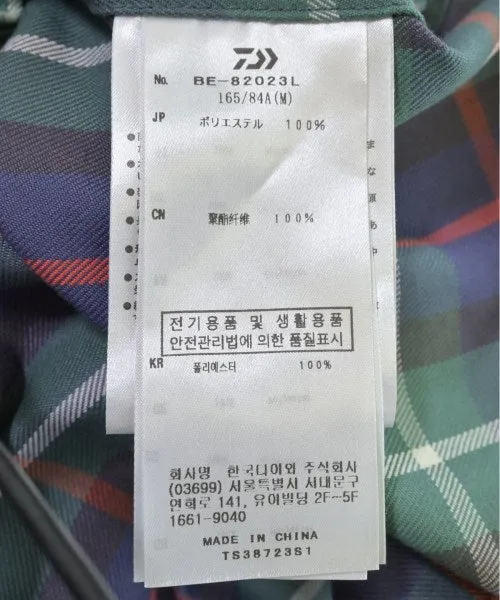 No. BE-82023L
165/84A(M)
JP ポリエステル 100%
CN 聚酯纤维 100%
전기용품 및 생활용품
안전관리법에 의한 품질표시
KR 폴리에스터 100%
회사명 한국다이와 주식회사
(03699) 서울특별시 서대문구
연희로 141, 유어빌딩 2F-5F
1661-9040
MADE IN CHINA
TS38723S1